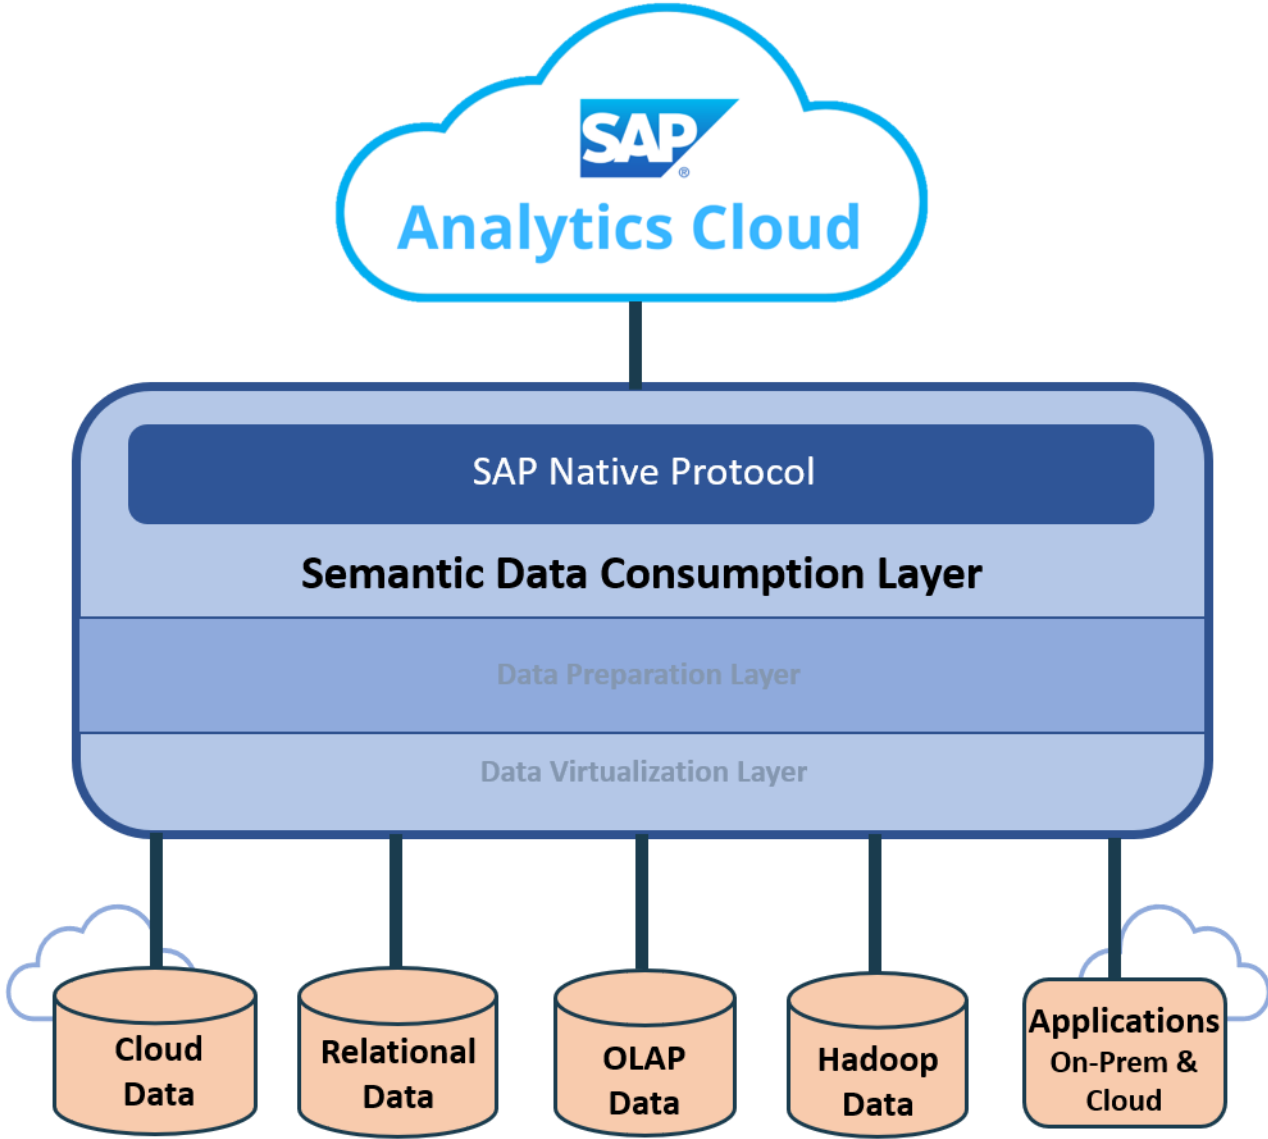 SAP®
Analytics Cloud
SAP Native Protocol
Semantic Data Consumption Layer
Data Preparation Layer
Data Virtualization Layer
Cloud
Data
Relational
Data
OLAP
Data
Hadoop
Data
Applications
On-Prem &
Cloud